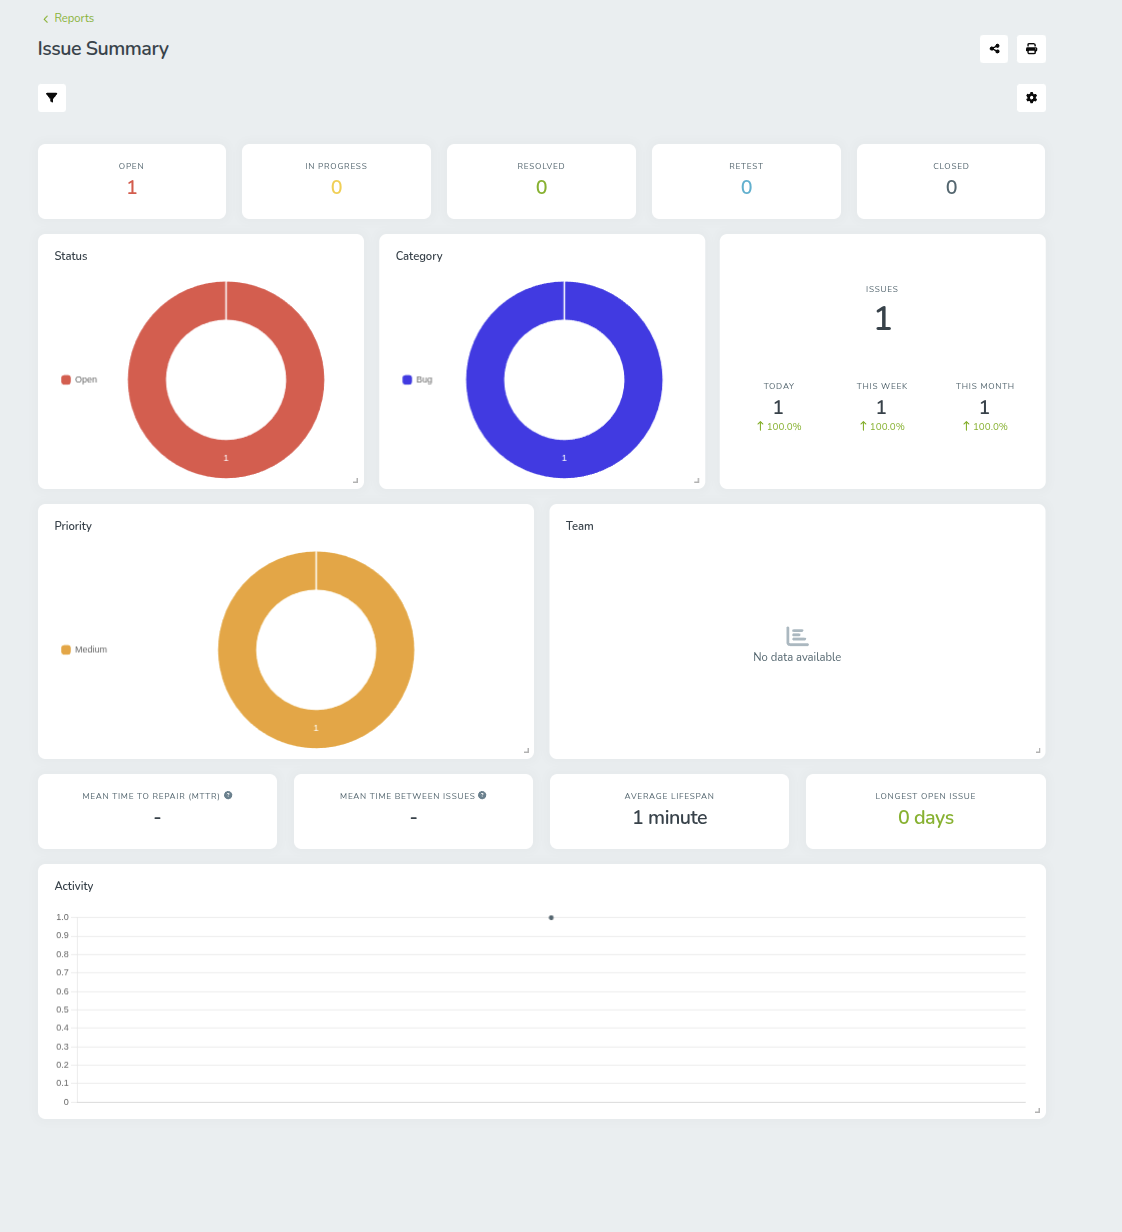 Reports
Issue Summary
OPEN
1
IN PROGRESS
0
RESOLVED
0
RETEST
0
CLOSED
0
Status
Open
1
Category
Bug
1
ISSUES
1
TODAY
1
↑ 100.0%
THIS WEEK
1
↑ 100.0%
THIS MONTH
1
↑ 100.0%
Priority
Medium
1
Team
No data available
MEAN TIME TO REPAIR (MTTR)
-
MEAN TIME BETWEEN ISSUES
-
AVERAGE LIFESPAN
1 minute
LONGEST OPEN ISSUE
0 days
Activity
1.0
0.9
0.8
0.7
0.6
0.5
0.4
0.3
0.2
0.1
0